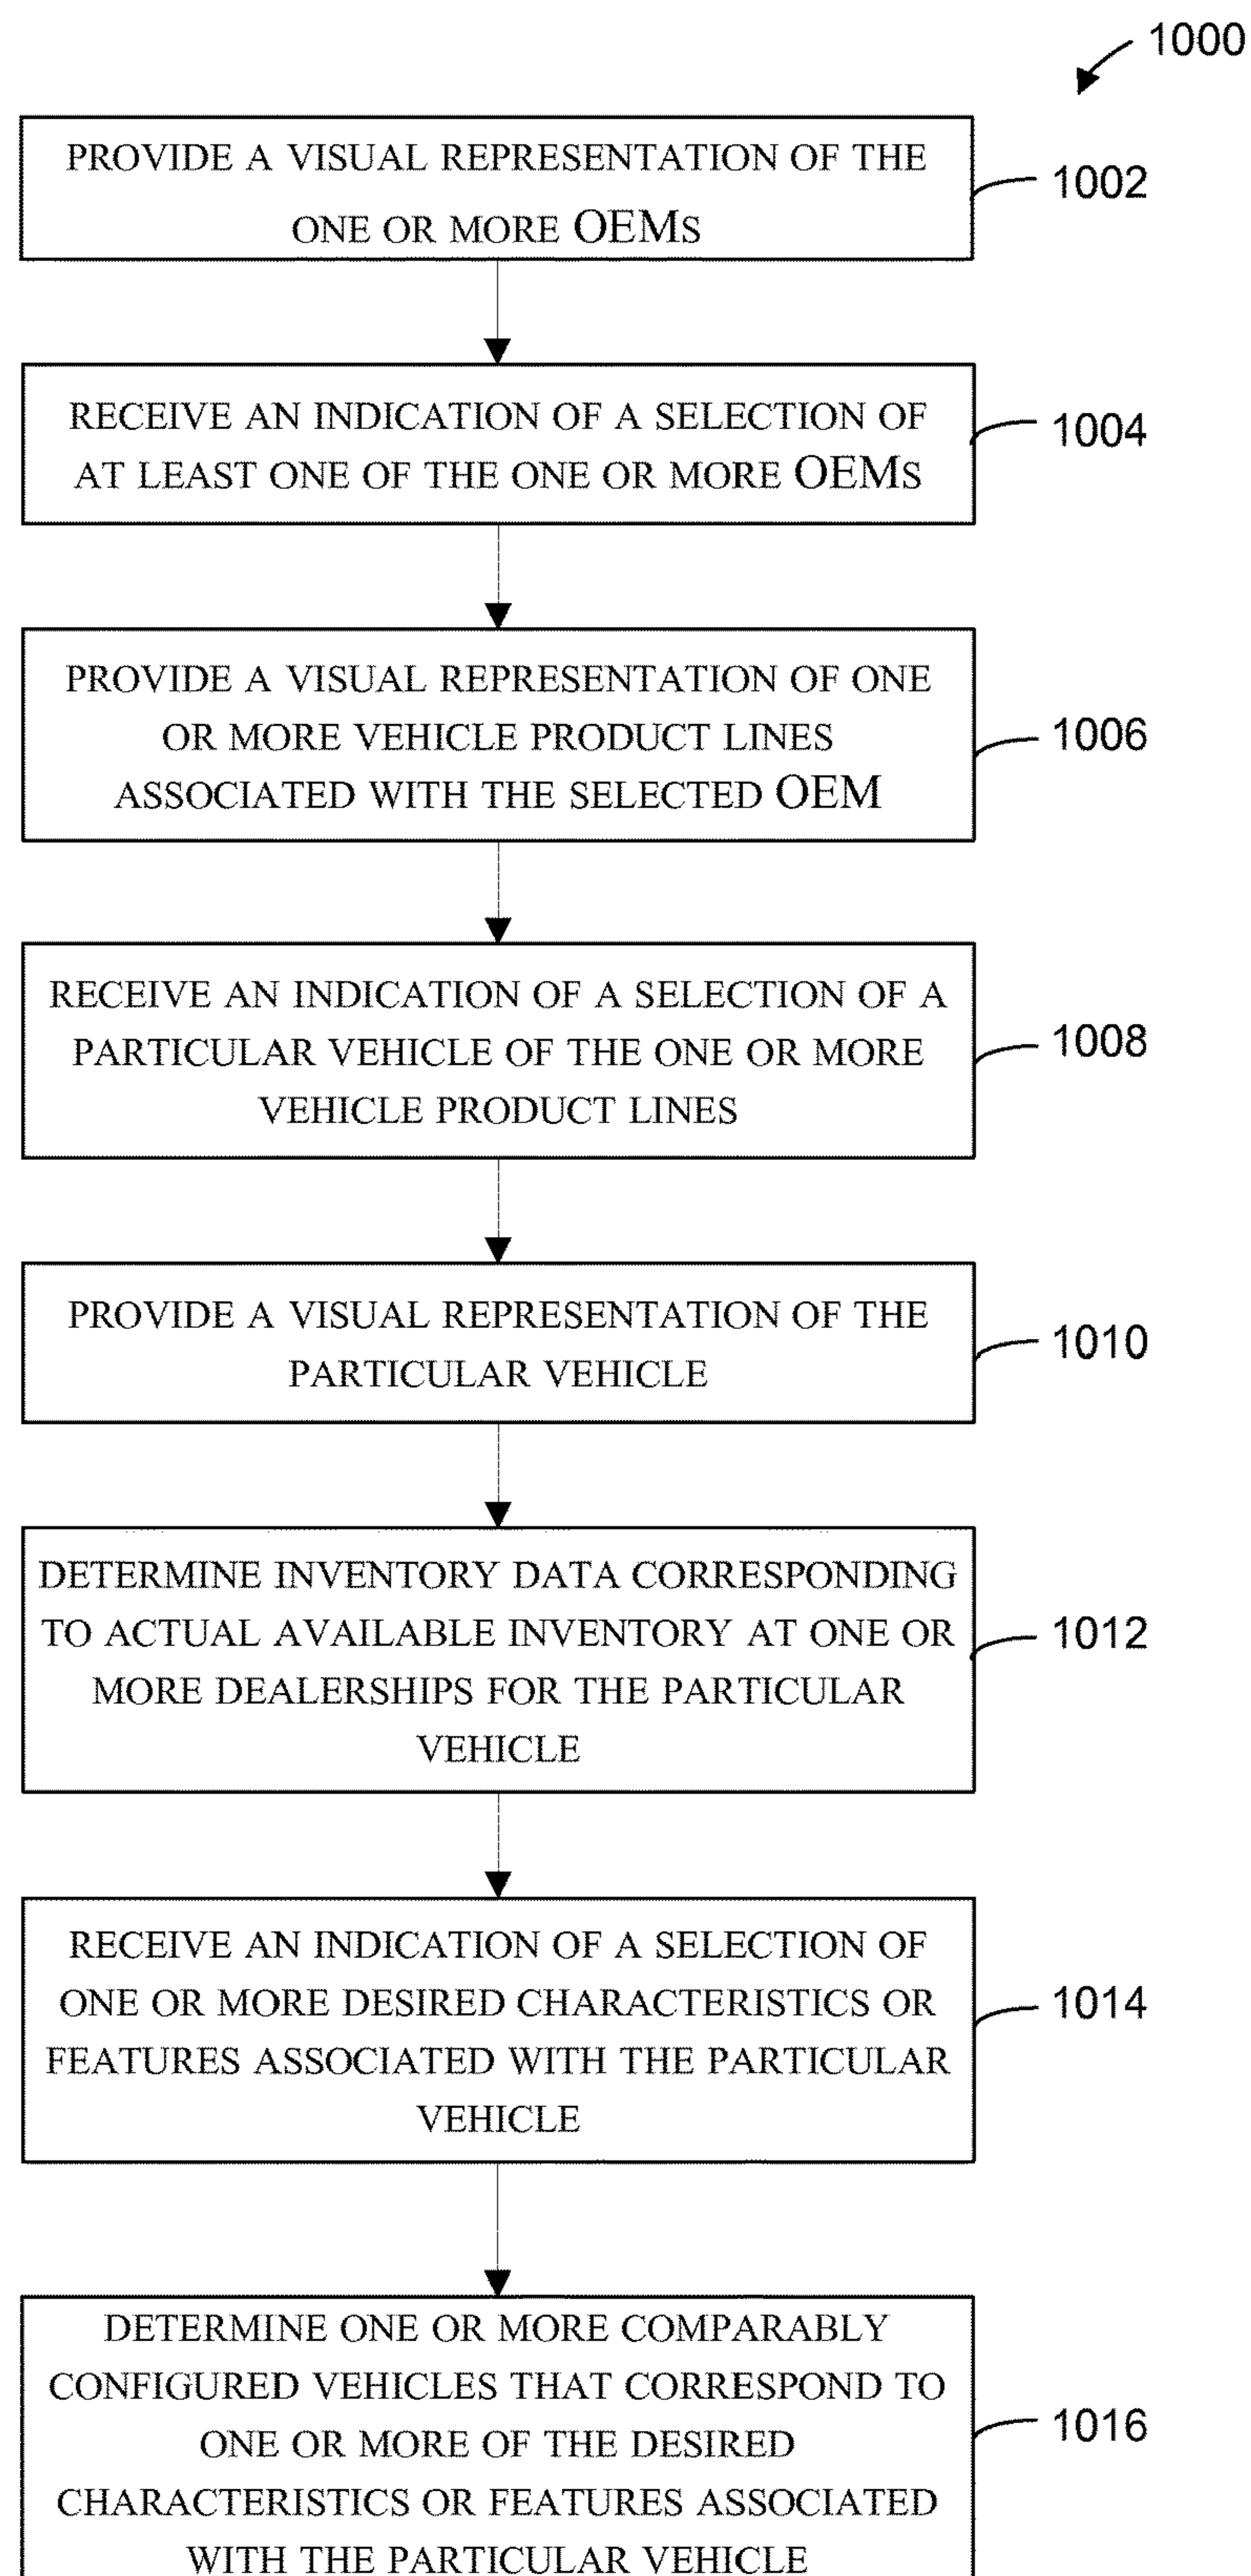 1000
PROVIDE A VISUAL REPRESENTATION OF THE
ONE OR MORE OEMS
1002
RECEIVE AN INDICATION OF A SELECTION OF
AT LEAST ONE OF THE ONE OR MORE OEMS
1004
PROVIDE A VISUAL REPRESENTATION OF ONE
OR MORE VEHICLE PRODUCT LINES
ASSOCIATED WITH THE SELECTED OEM
1006
RECEIVE AN INDICATION OF A SELECTION OF A
PARTICULAR VEHICLE OF THE ONE OR MORE
VEHICLE PRODUCT LINES
1008
PROVIDE A VISUAL REPRESENTATION OF THE
PARTICULAR VEHICLE
1010
DETERMINE INVENTORY DATA CORRESPONDING
TO ACTUAL AVAILABLE INVENTORY AT ONE OR
MORE DEALERSHIPS FOR THE PARTICULAR
VEHICLE
1012
RECEIVE AN INDICATION OF A SELECTION OF
ONE OR MORE DESIRED CHARACTERISTICS OR
FEATURES ASSOCIATED WITH THE PARTICULAR
VEHICLE
1014
DETERMINE ONE OR MORE COMPARABLY
CONFIGURED VEHICLES THAT CORRESPOND TO
ONE OR MORE OF THE DESIRED
CHARACTERISTICS OR FEATURES ASSOCIATED
WITH THE PARTICULAR VEHICLE
1016